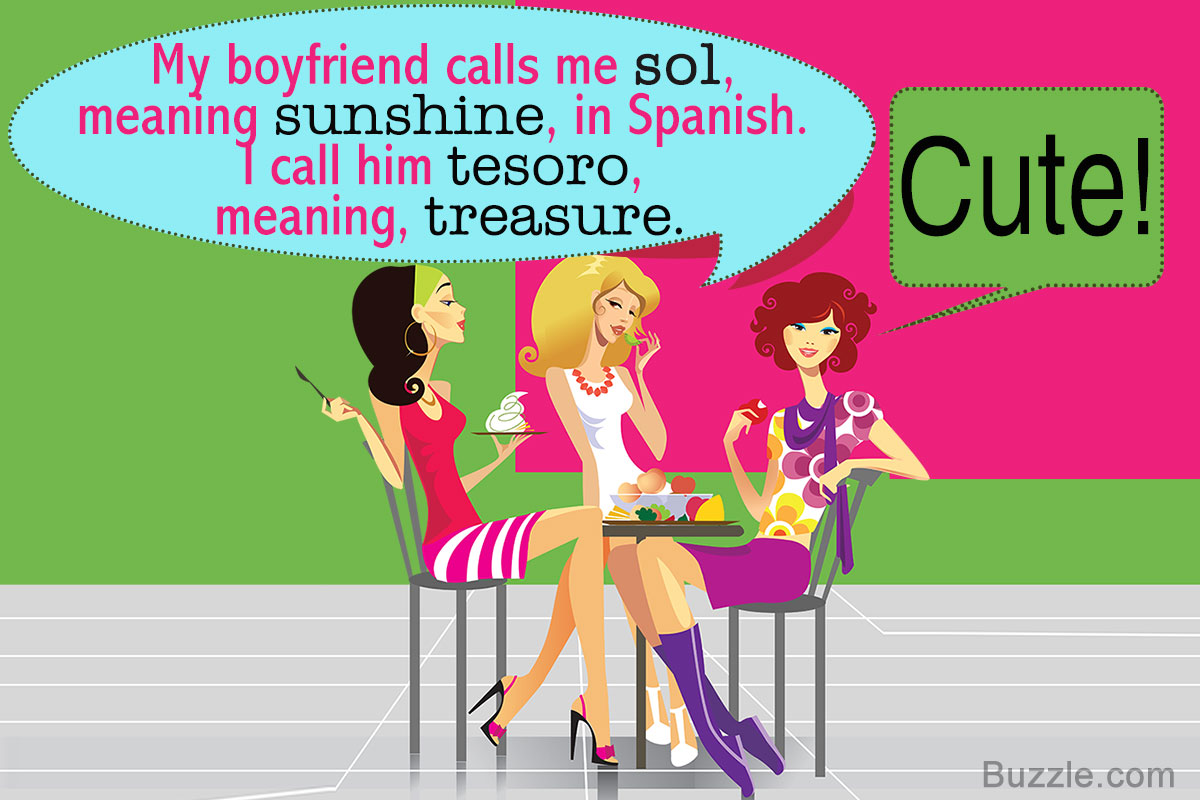 My boyfriend calls me sol,
meaning sunshine, in Spanish.
I call him tesoro,
meaning, treasure.
Cute!
Buzzle.com